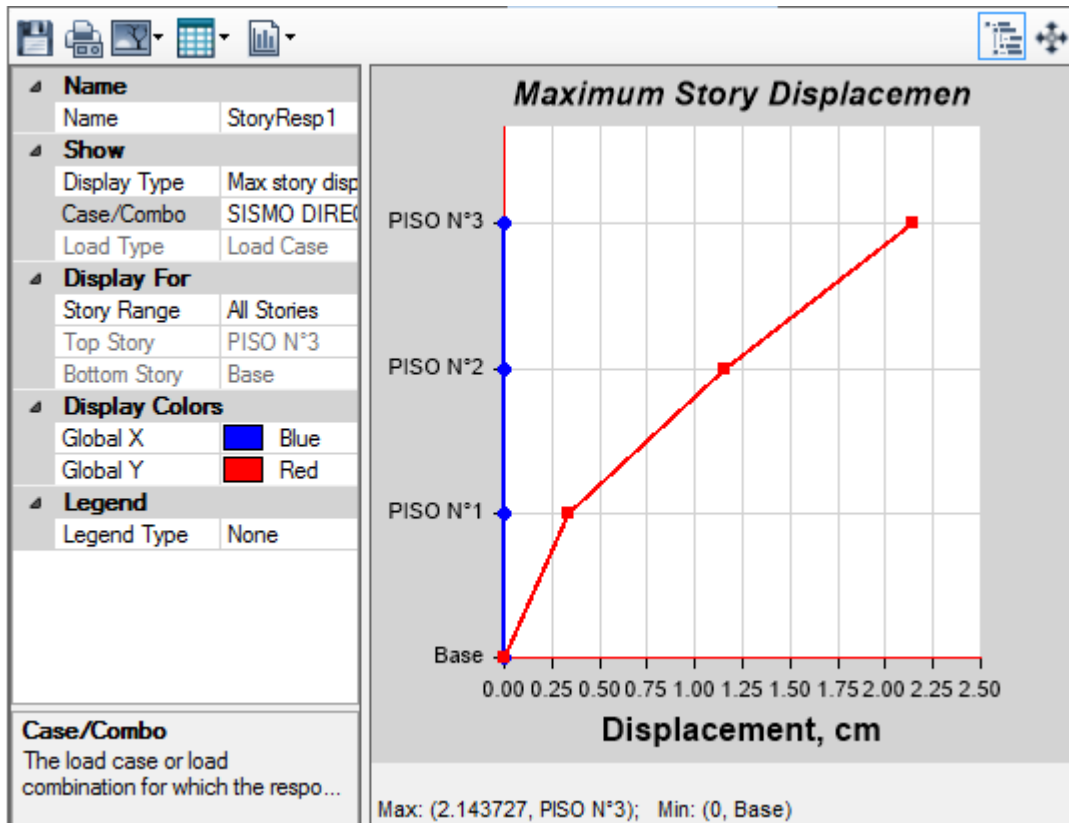 Name
Name StoryResp1
Show
Display Type Max story disp
Case/Combo SISMO DIREC
Load Type Load Case
Display For
Story Range All Stories
Top Story PISO N°3
Bottom Story Base
Display Colors
Global X Blue
Global Y Red
Legend
Legend Type None
Case/Combo
The load case or load
combination for which the respo...
Maximum Story Displacemen
PISO N°3
PISO N°2
PISO N°1
Base
0.00 0.25 0.50 0.75 1.00 1.25 1.50 1.75 2.00 2.25 2.50
Displacement, cm
Max: (2.143727, PISO N°3); Min: (0, Base)